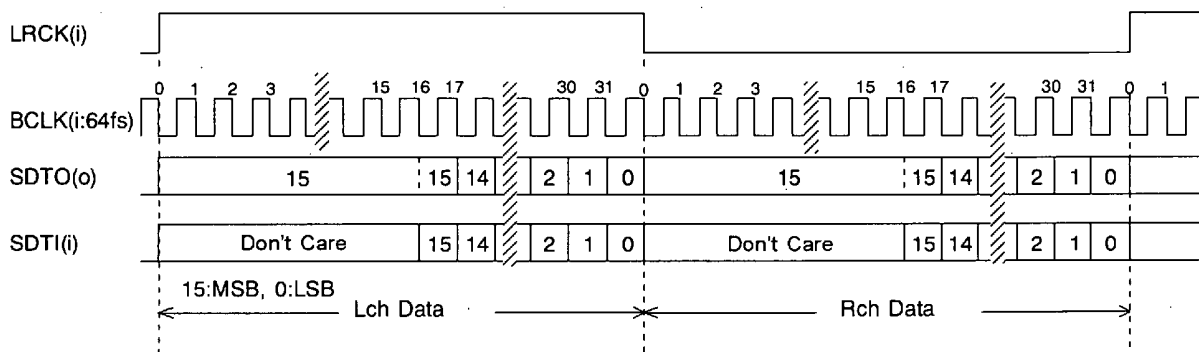 LRCK(i)
0 1 2 3 15 16 17 30 31 0 1 2 3 15 16 17 30 31 0 1
BCLK(i:64fs)
SDTO(o) 15 15 14 2 1 0 15 15 14 2 1 0
SDTI(i) Don't Care 15 14 2 1 0 Don't Care 15 14 2 1 0
15:MSB, 0:LSB
Lch Data Rch Data